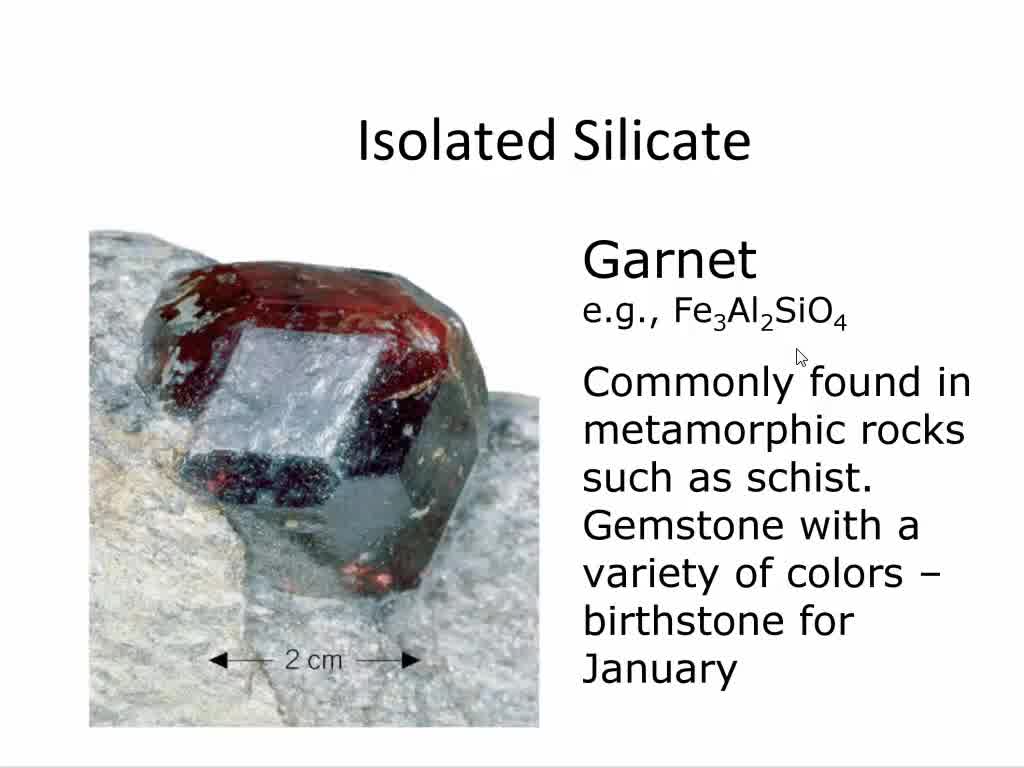 Isolated Silicate
Garnet
e.g., Fe₃Al₂SiO₄
Commonly found in
metamorphic rocks
such as schist.
Gemstone with a
variety of colors –
birthstone for
January
2 cm